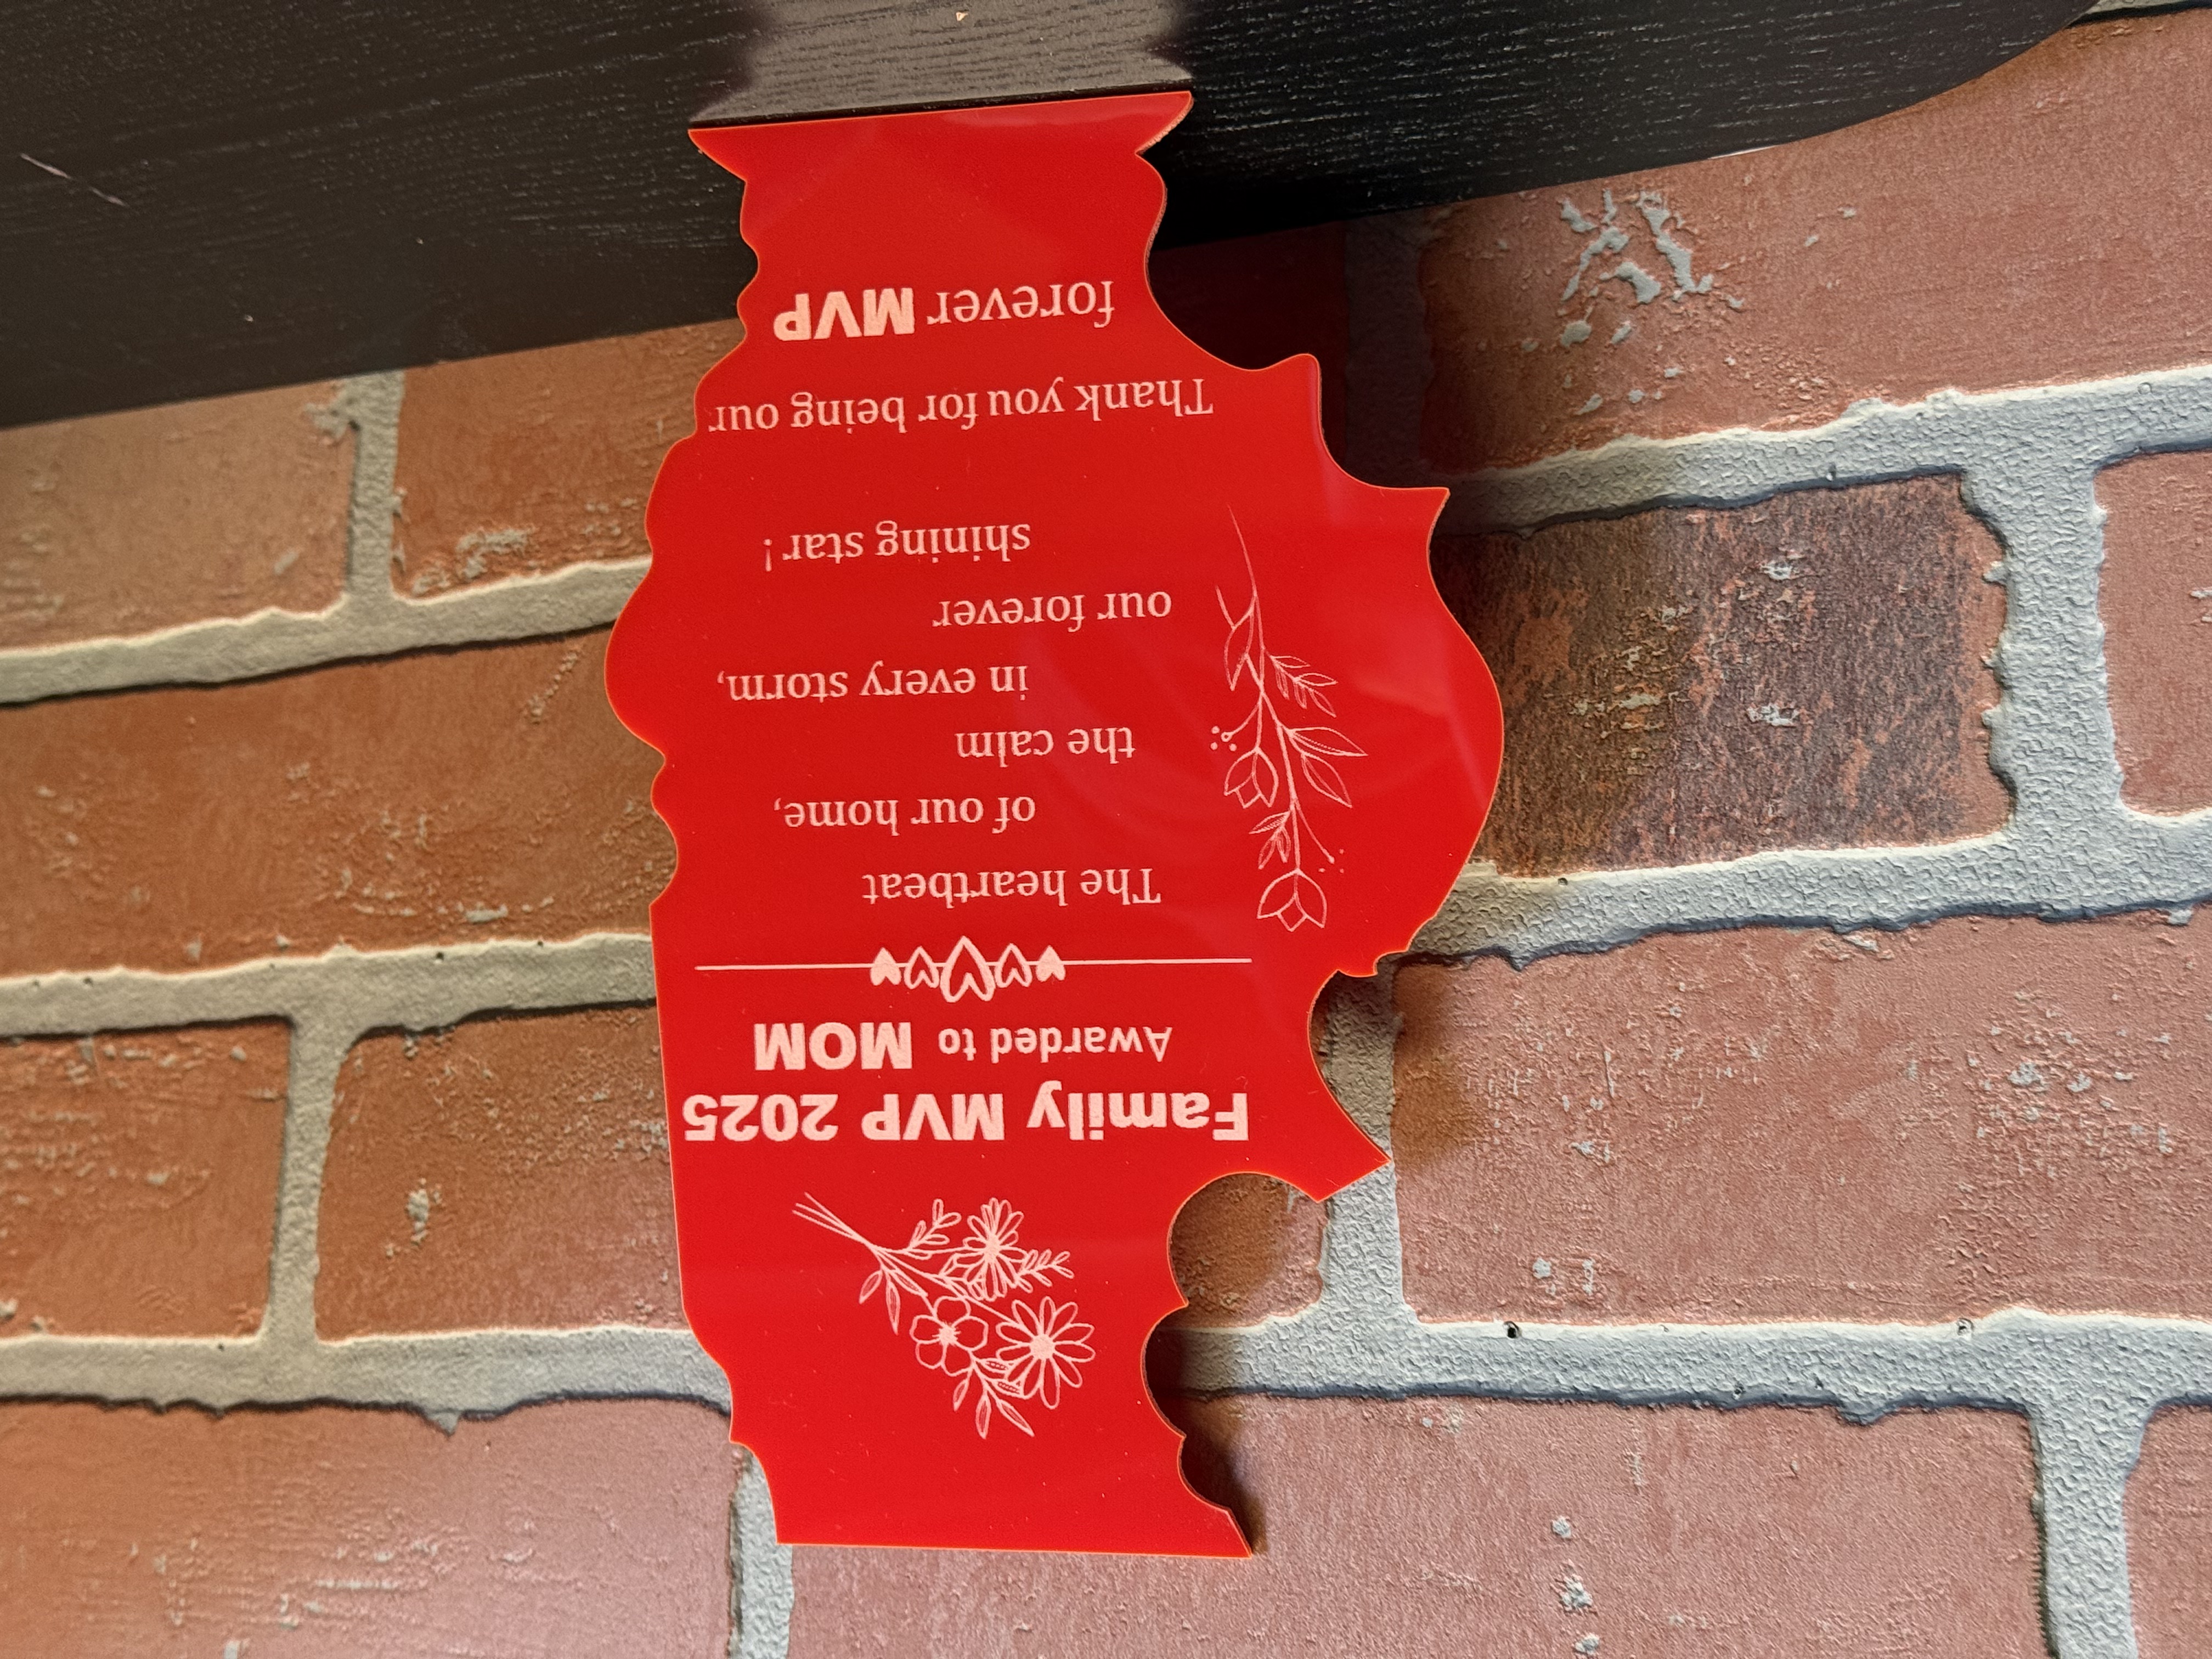 Family MVP 2025
Awarded to MOM
The heartbeat
of our home,
the calm
in every storm,
our forever
shining star!
Thank you for being our
forever MVP